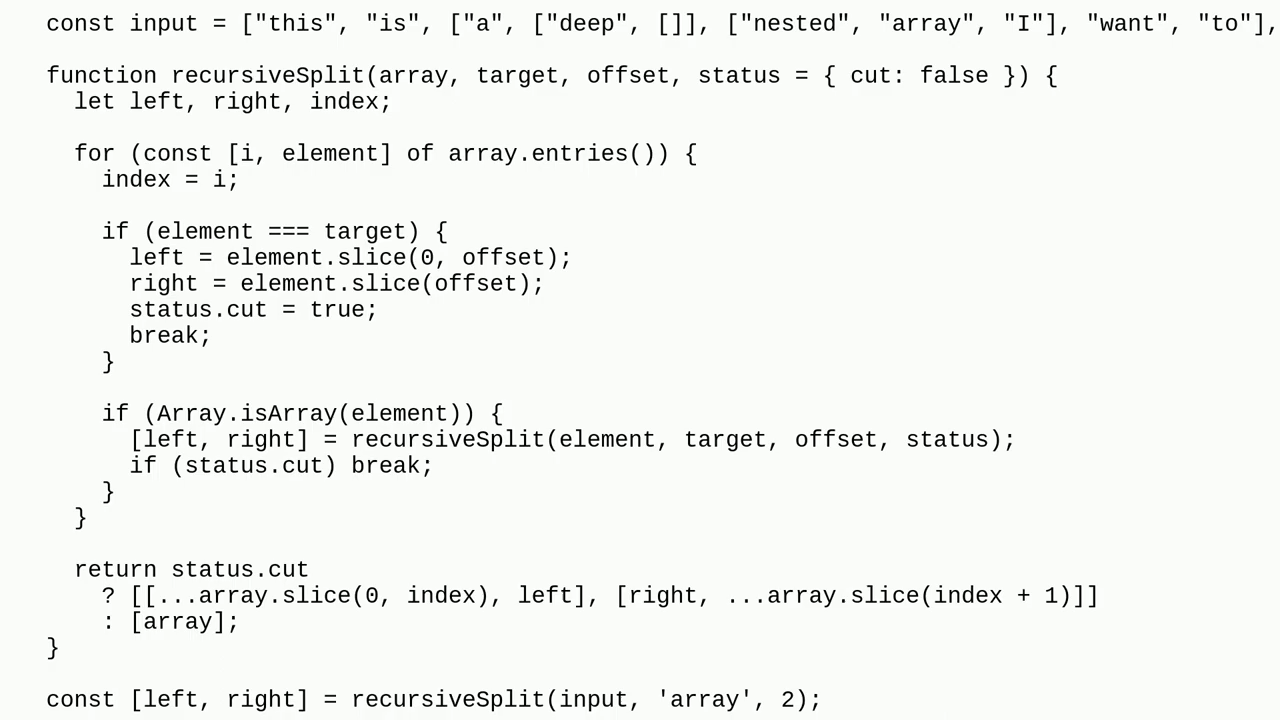 const input = ["this", "is", ["a", ["deep", []], ["nested", "array", "I"], "want", "to"],
function recursiveSplit(array, target, offset, status = { cut: false }) {
  let left, right, index;
  for (const [i, element] of array.entries()) {
    index = i;
    if (element === target) {
      left = element.slice(0, offset);
      right = element.slice(offset);
      status.cut = true;
      break;
    }
    if (Array.isArray(element)) {
      [left, right] = recursiveSplit(element, target, offset, status);
      if (status.cut) break;
    }
  }
  return status.cut
    ? [[...array.slice(0, index), left], [right, ...array.slice(index + 1)]]
    : [array];
}
const [left, right] = recursiveSplit(input, 'array', 2);